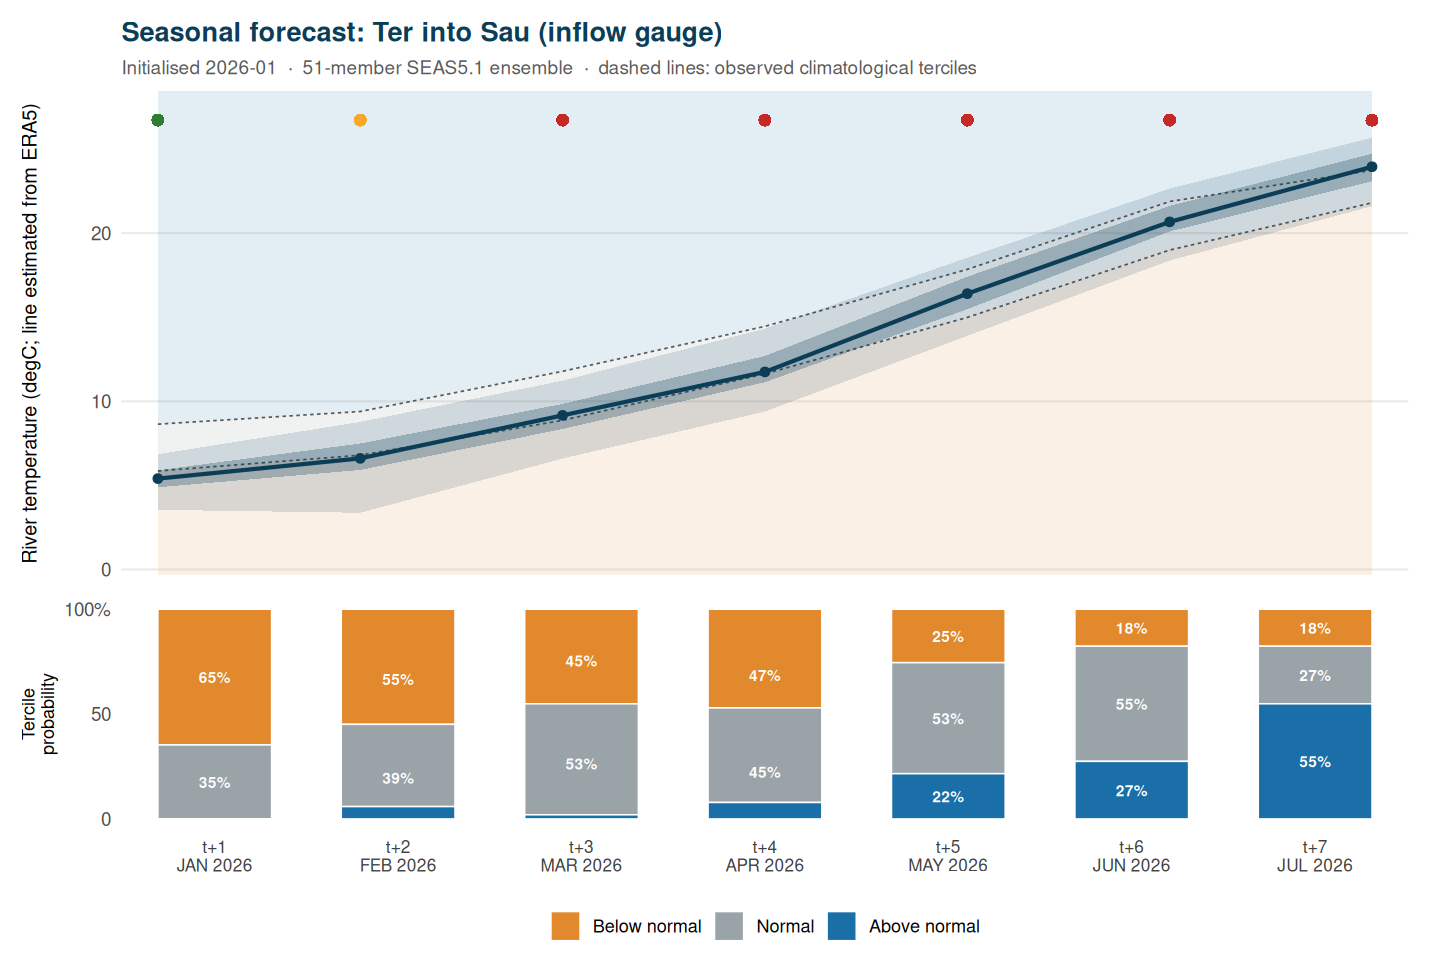 Seasonal forecast: Ter into Sau (inflow gauge)
Initialised 2026-01 · 51-member SEAS5.1 ensemble · dashed lines: observed climatological terciles
River temperature (degC; line estimated from ERA5)
20
10
0
Tercile
probability
100%
50
0
65%
55%
45%
47%
25%
18%
18%
35%
39%
53%
45%
53%
55%
27%
22%
27%
55%
t+1
JAN 2026
t+2
FEB 2026
t+3
MAR 2026
t+4
APR 2026
t+5
MAY 2026
t+6
JUN 2026
t+7
JUL 2026
Below normal
Normal
Above normal